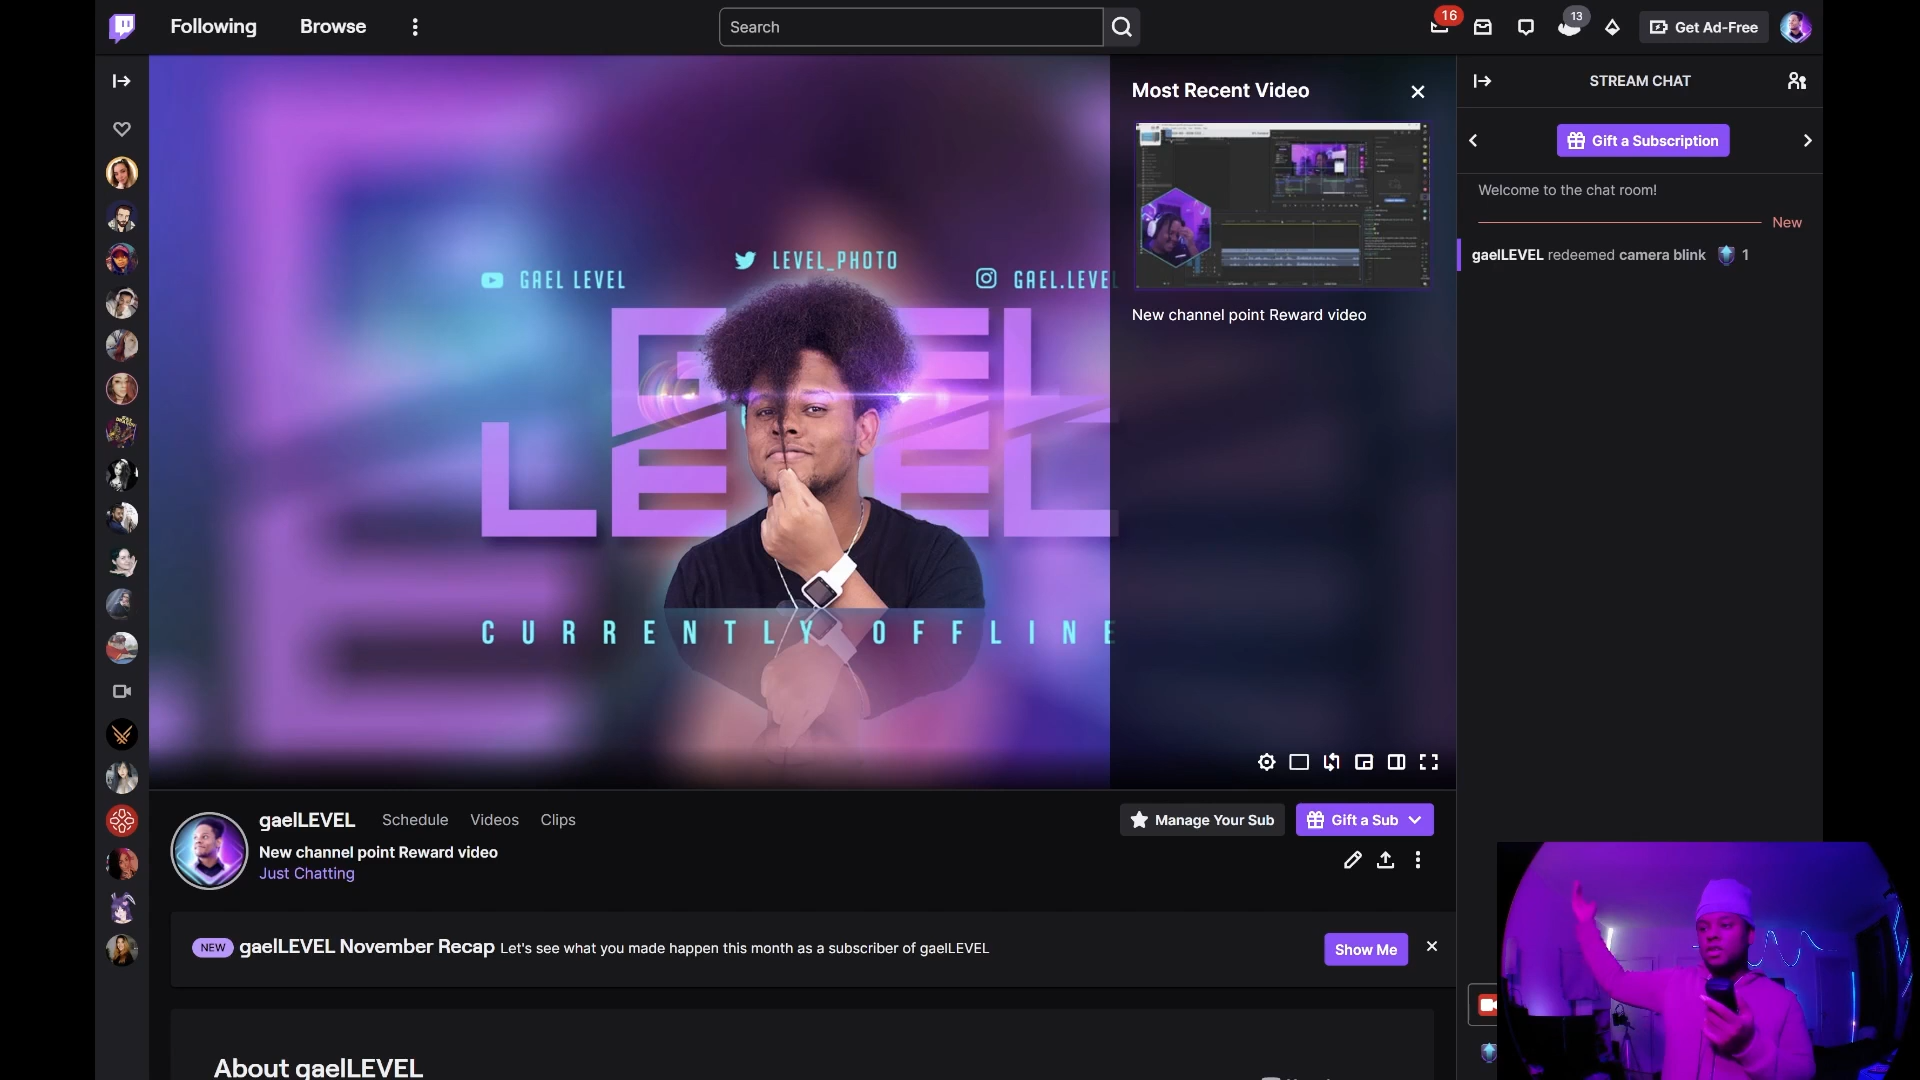 Following
Browse
Search
16
13
Get Ad-Free
STREAM CHAT
Gift a Subscription
Welcome to the chat room!
New
gaelLEVEL redeemed camera blink 1
Most Recent Video
New channel point Reward video
GAEL LEVEL
LEVEL_PHOTO
GAEL.LEVEL
LEVEL
CURRENTLY OFFLINE
gaelLEVEL
Schedule
Videos
Clips
New channel point Reward video
Just Chatting
Manage Your Sub
Gift a Sub
NEW
gaelLEVEL November Recap Let's see what you made happen this month as a subscriber of gaelLEVEL
Show Me
About gaelLEVEL